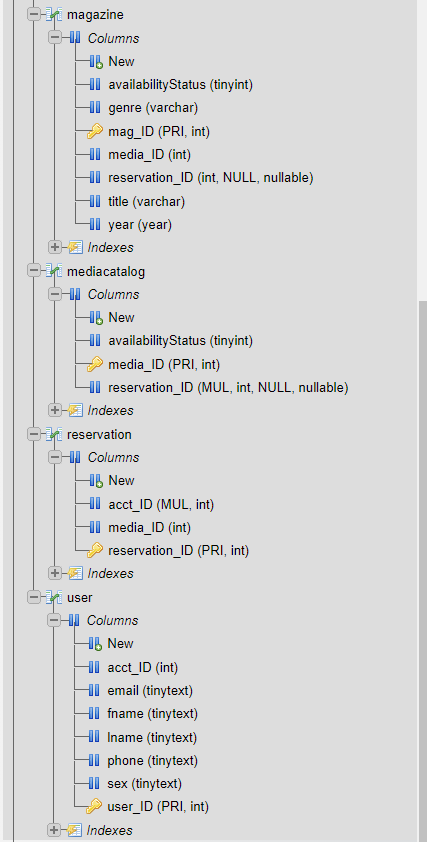 magazine
Columns
New
availabilityStatus (tinyint)
genre (varchar)
mag_ID (PRI, int)
media_ID (int)
reservation_ID (int, NULL, nullable)
title (varchar)
year (year)
Indexes
mediacatalog
Columns
New
availabilityStatus (tinyint)
media_ID (PRI, int)
reservation_ID (MUL, int, NULL, nullable)
Indexes
reservation
Columns
New
acct_ID (MUL, int)
media_ID (int)
reservation_ID (PRI, int)
Indexes
user
Columns
New
acct_ID (int)
email (tinytext)
fname (tinytext)
lname (tinytext)
phone (tinytext)
sex (tinytext)
user_ID (PRI, int)
Indexes